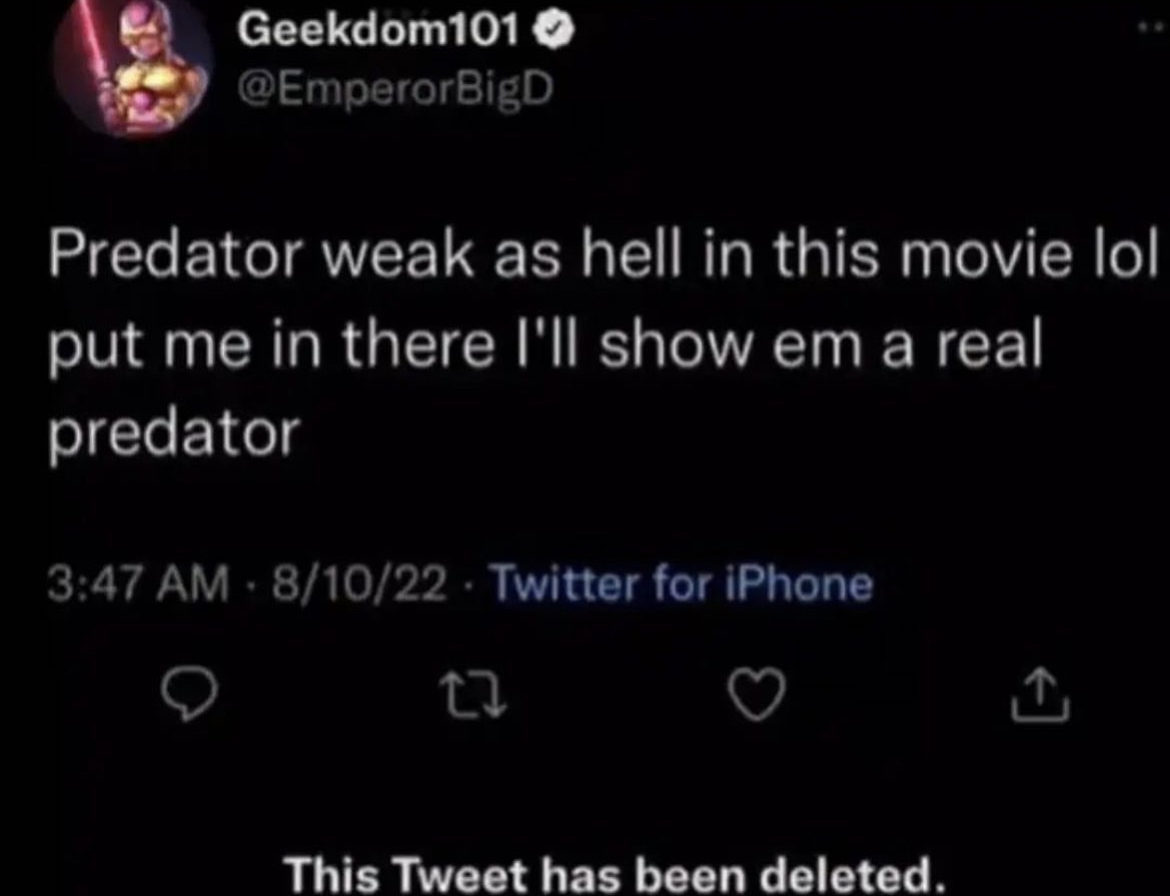 Geekdom101
@EmperorBigD
Predator weak as hell in this movie lol
put me in there I'll show em a real
predator
3:47 AM · 8/10/22 · Twitter for iPhone
This Tweet has been deleted.